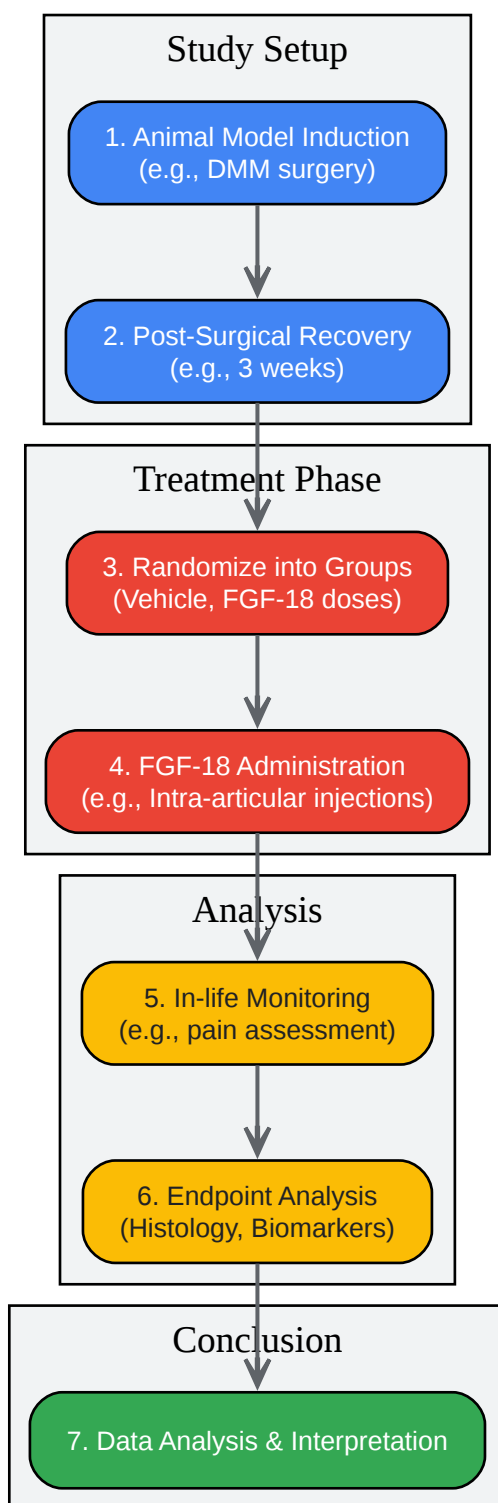 Study Setup
1. Animal Model Induction
(e.g., DMM surgery)
2. Post-Surgical Recovery
(e.g., 3 weeks)
Treatment Phase
3. Randomize into Groups
(Vehicle, FGF-18 doses)
4. FGF-18 Administration
(e.g., Intra-articular injections)
Analysis
5. In-life Monitoring
(e.g., pain assessment)
6. Endpoint Analysis
(Histology, Biomarkers)
Conclusion
7. Data Analysis & Interpretation